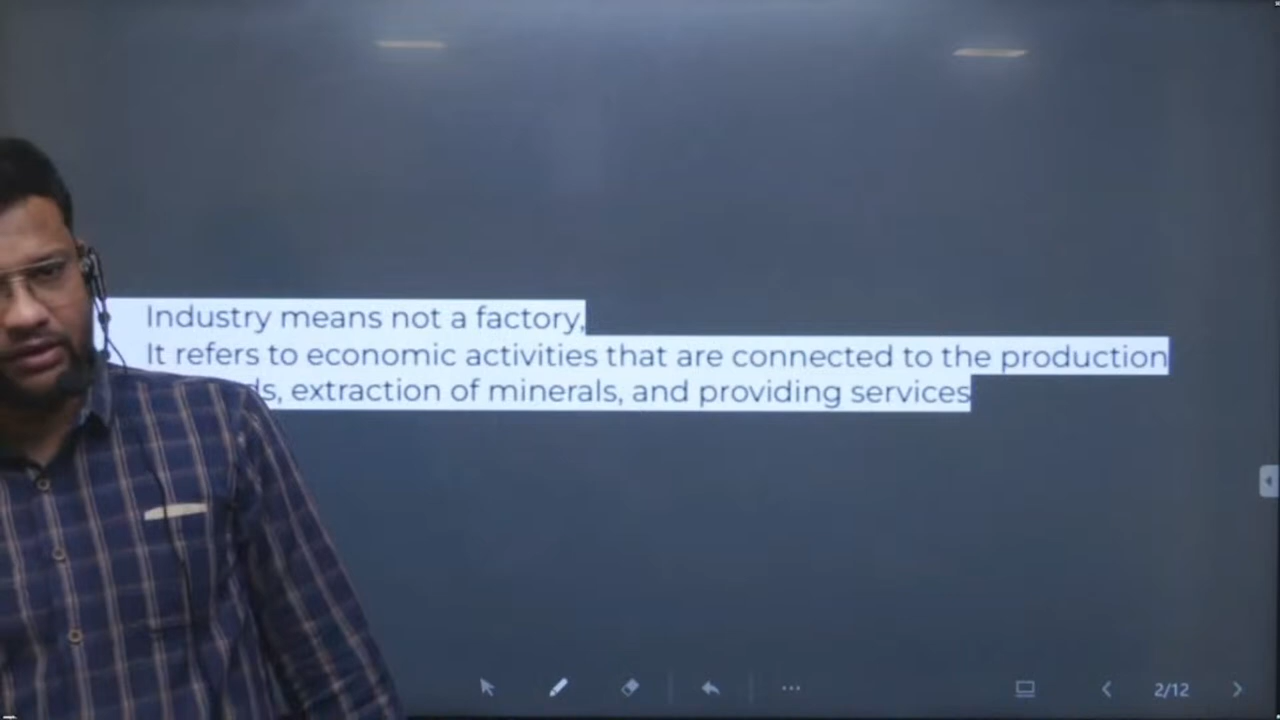 Industry means not a factory,
It refers to economic activities that are connected to the production
extraction of minerals, and providing services
2/12